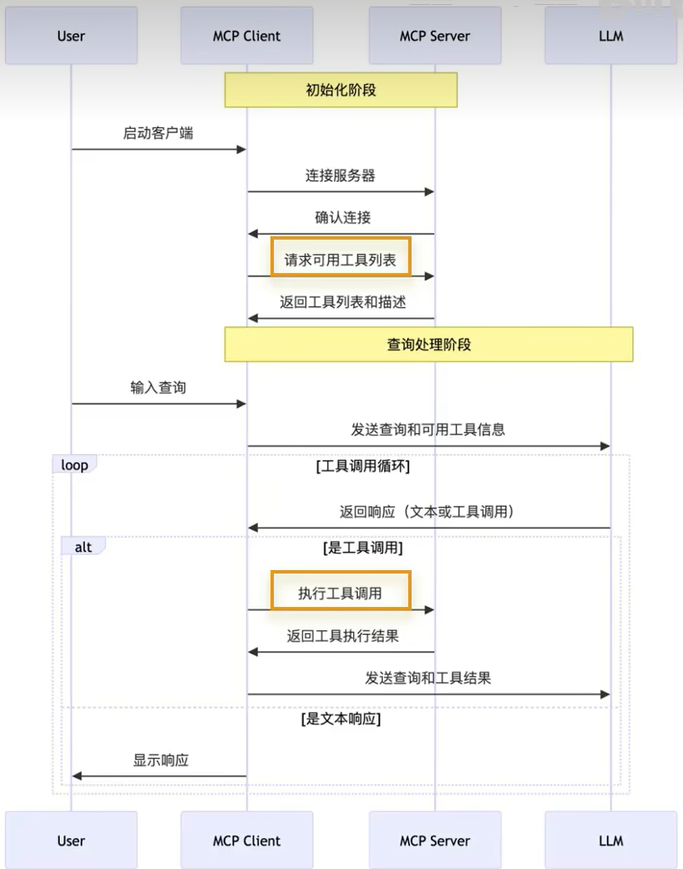 User MCP Client MCP Server LLM
初始化阶段
启动客户端
连接服务器
确认连接
请求可用工具列表
返回工具列表和描述
查询处理阶段
输入查询
发送查询和可用工具信息
loop [工具调用循环]
返回响应（文本或工具调用）
alt [是工具调用]
执行工具调用
返回工具执行结果
发送查询和工具结果
[是文本响应]
显示响应
User MCP Client MCP Server LLM